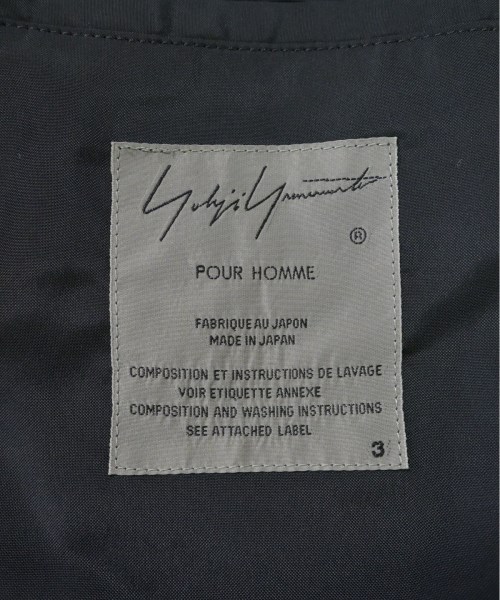 Yohji Yamamoto
®
POUR HOMME
FABRIQUE AU JAPON
MADE IN JAPAN
COMPOSITION ET INSTRUCTIONS DE LAVAGE
VOIR ETIQUETTE ANNEXE
COMPOSITION AND WASHING INSTRUCTIONS
SEE ATTACHED LABEL
3